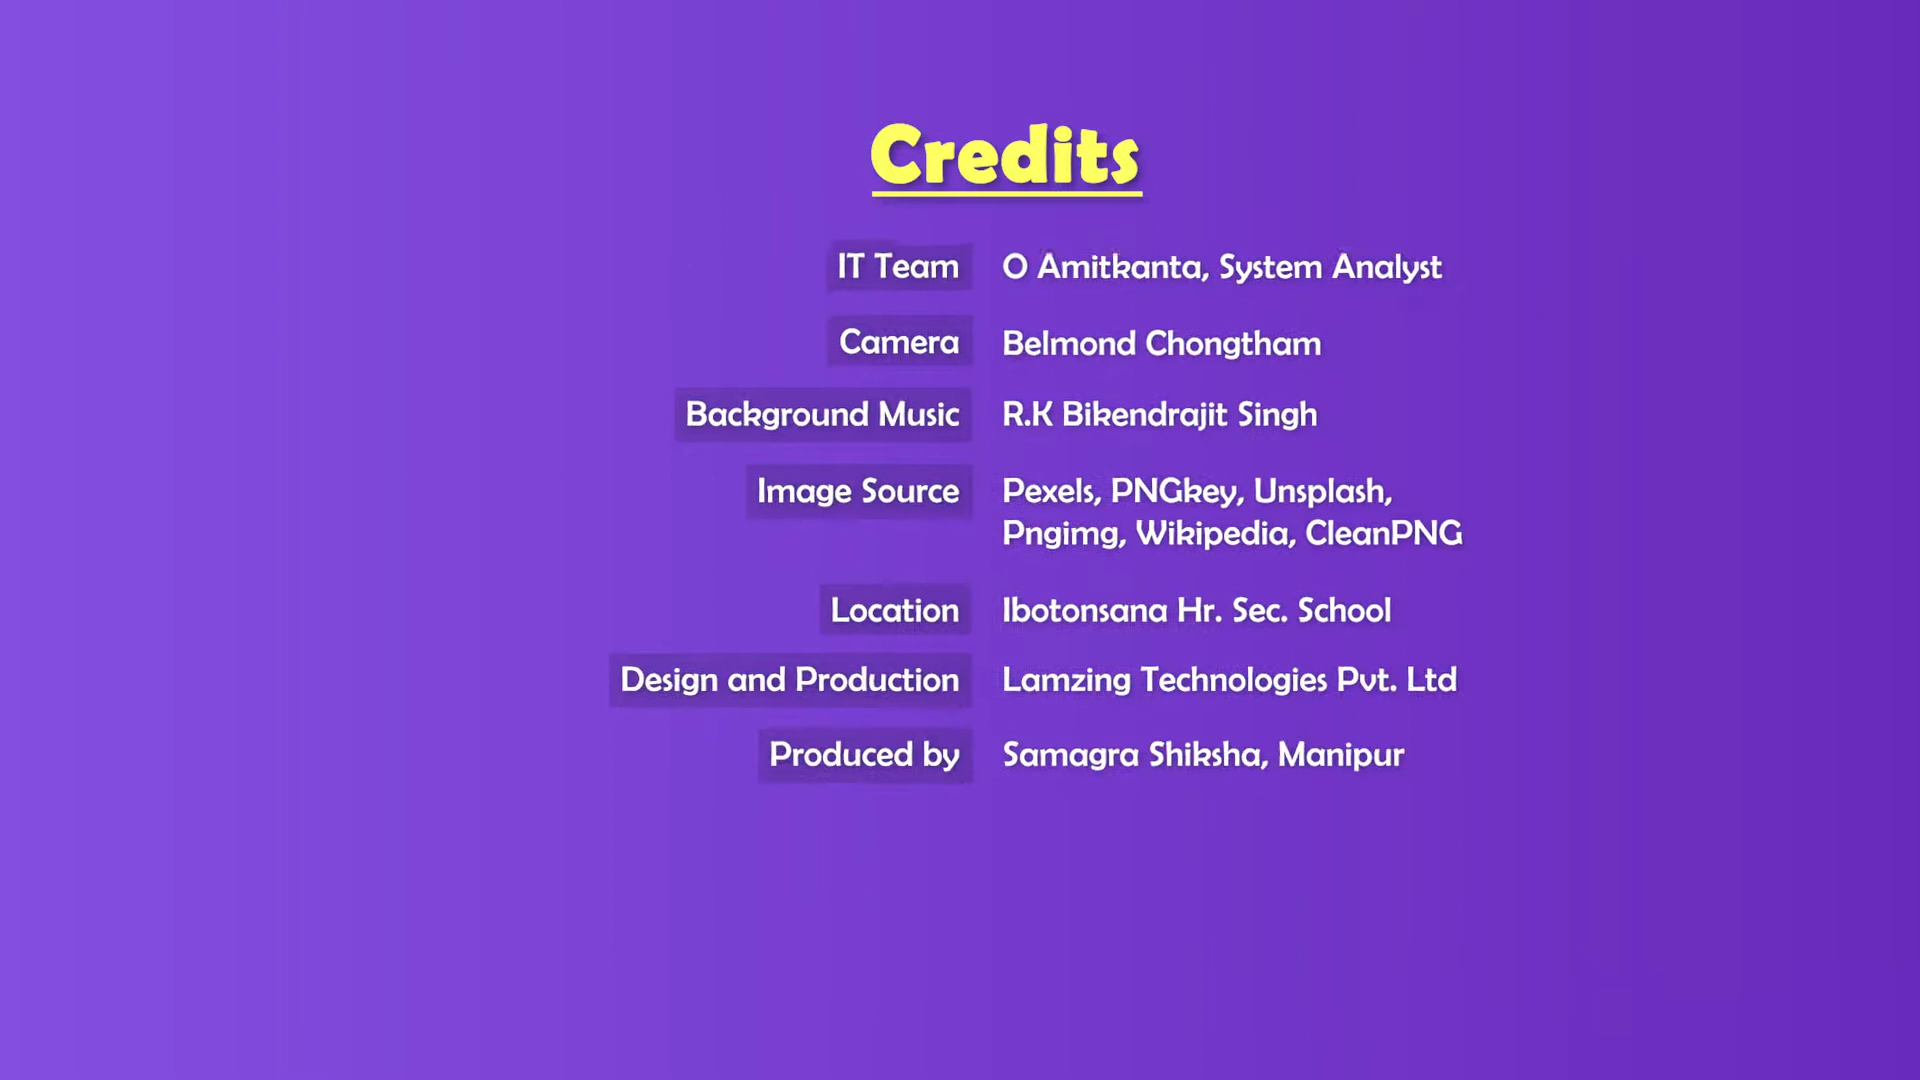 Credits
IT Team O Amitkanta, System Analyst
Camera Belmond Chongtham
Background Music R.K Bikendrajit Singh
Image Source Pexels, PNGkey, Unsplash,
Pngimg, Wikipedia, CleanPNG
Location Ibotonsana Hr. Sec. School
Design and Production Lamzing Technologies Pvt. Ltd
Produced by Samagra Shiksha, Manipur